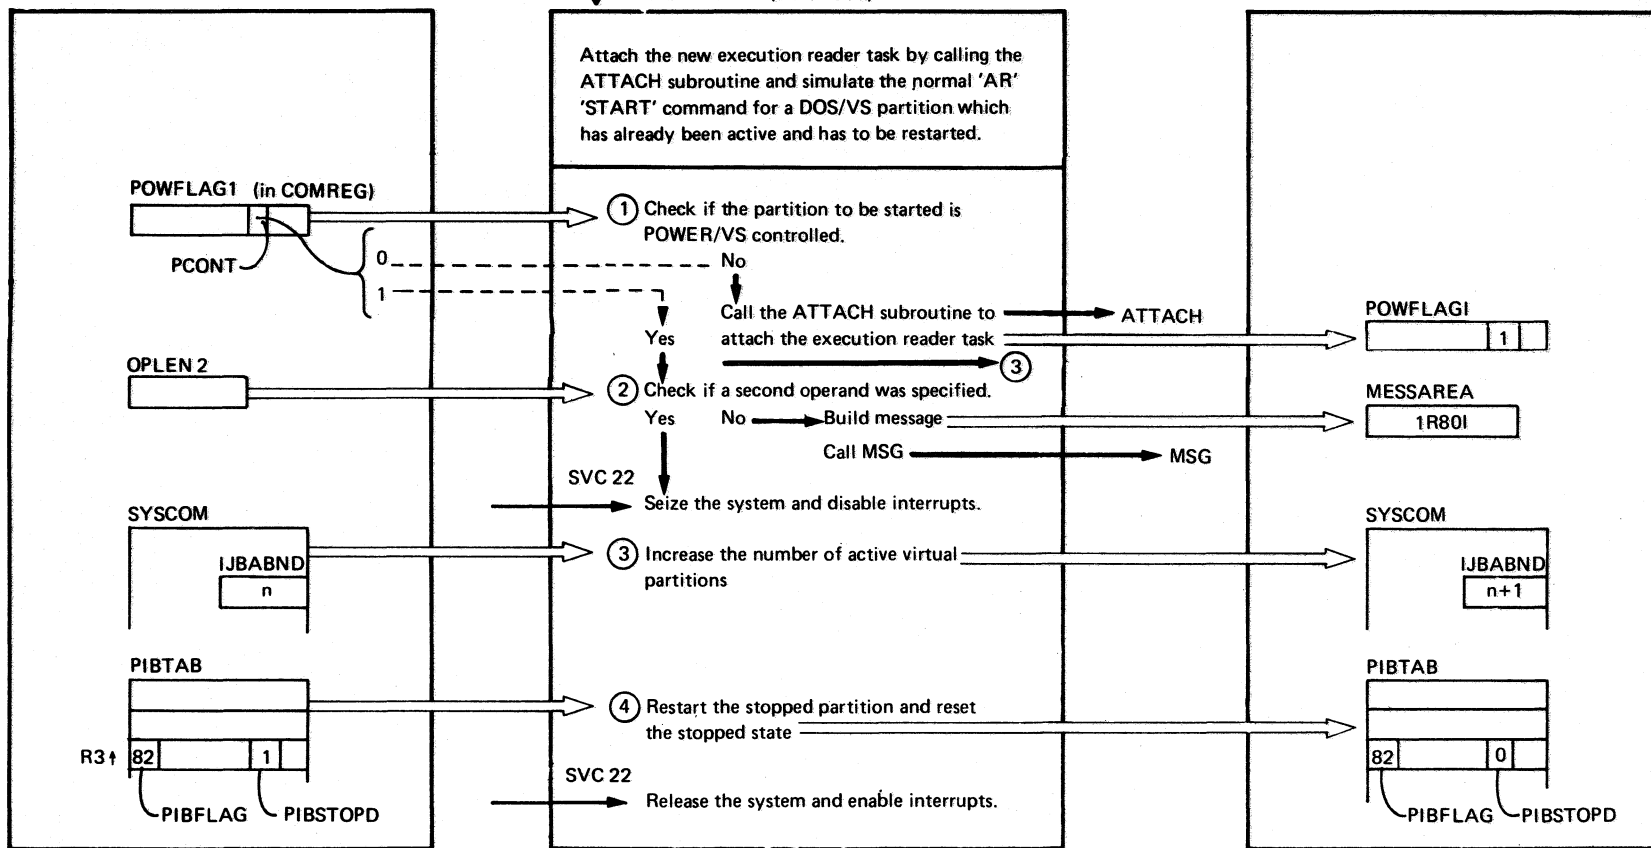 Attach the new execution reader task by calling the
ATTACH subroutine and simulate the normal 'AR'
'START' command for a DOS/VS partition which
has already been active and has to be restarted.
POWFLAG1 (in COMREG)
PCONT
0
1
1 Check if the partition to be started is
POWER/VS controlled.
No
Call the ATTACH subroutine to
attach the execution reader task
ATTACH
Yes
3
POWFLAGI
1
OPLEN 2
2 Check if a second operand was specified.
Yes No Build message
Call MSG
MSG
MESSAREA
1R80I
SVC 22
Seize the system and disable interrupts.
SYSCOM
IJBABND
n
3 Increase the number of active virtual
partitions
SYSCOM
IJBABND
n+1
PIBTAB
R3 82 1
PIBFLAG PIBSTOPD
4 Restart the stopped partition and reset
the stopped state
SVC 22
Release the system and enable interrupts.
PIBTAB
82 0
PIBFLAG PIBSTOPD